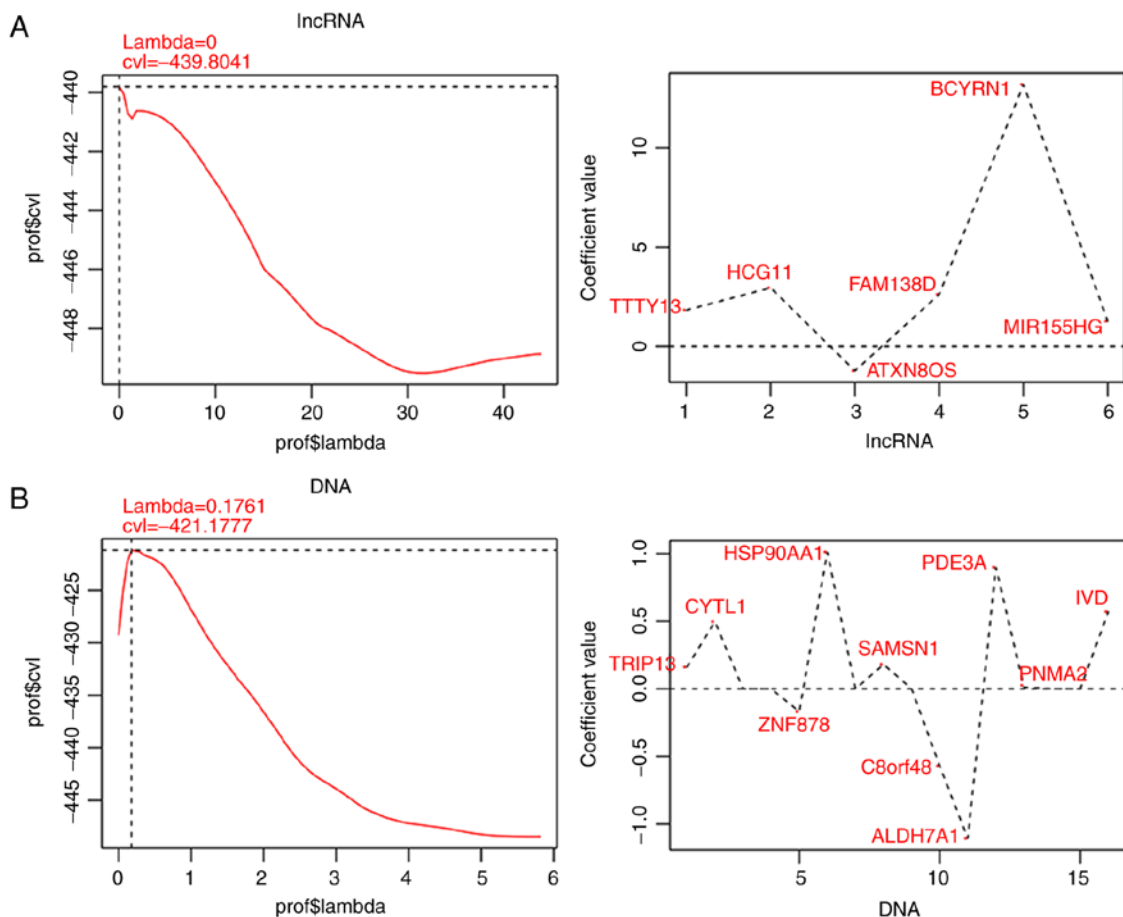 A
lncRNA
Lambda=0
cvl=−439.8041
prof$cvl
−440
−442
−444
−446
−448
0
10
20
30
40
prof$lambda
Coefficient value
10
5
0
BCYRN1
HCG11
FAM138D
TTTY13
MIR155HG
ATXN8OS
1
2
3
4
5
6
lncRNA
B
DNA
Lambda=0.1761
cvl=−421.1777
prof$cvl
−425
−430
−435
−440
−445
0
1
2
3
4
5
6
prof$lambda
Coefficient value
1.0
0.5
0.0
−0.5
−1.0
HSP90AA1
PDE3A
CYTL1
IVD
SAMSN1
TRIP13
PNMA2
ZNF878
C8orf48
ALDH7A1
5
10
15
DNA